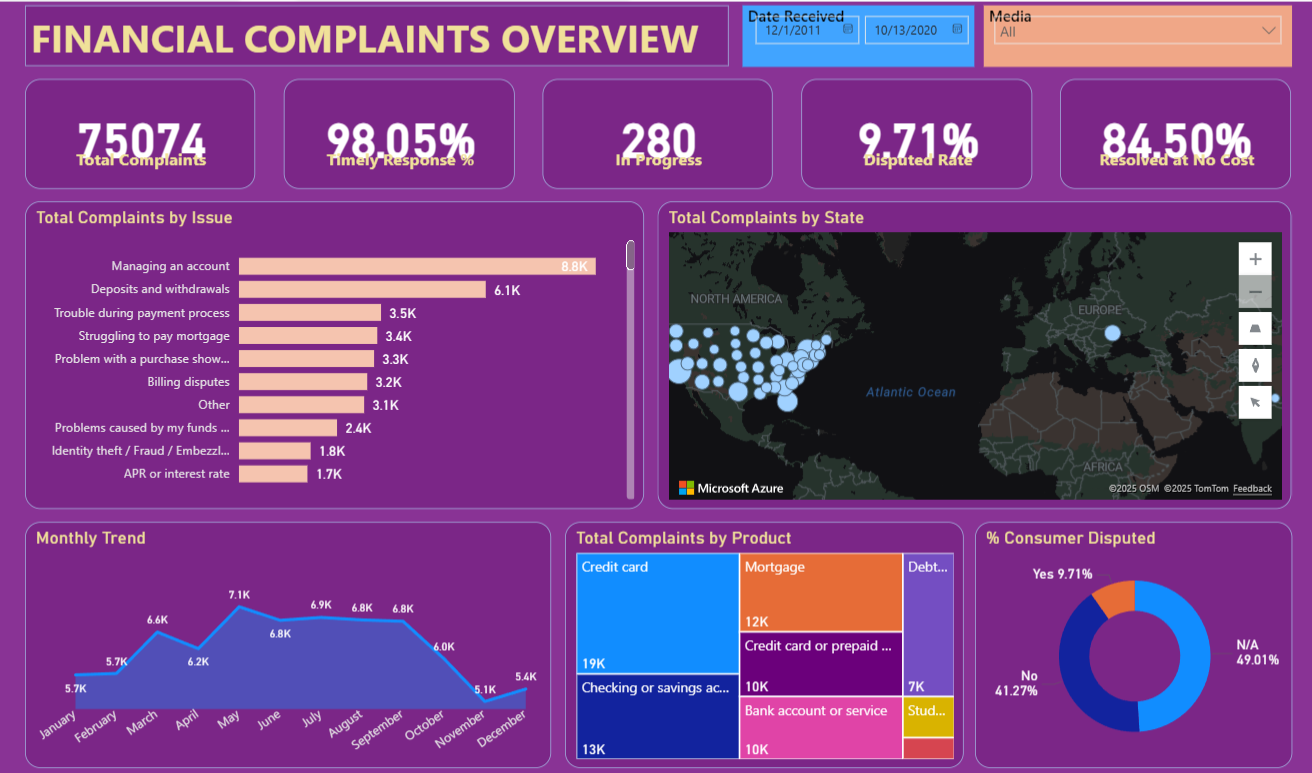 FINANCIAL COMPLAINTS OVERVIEW
Date Received
12/1/2011
10/13/2020
Media
All
75074
Total Complaints
98.05%
Timely Response %
280
In Progress
9.71%
Disputed Rate
84.50%
Resolved at No Cost
Total Complaints by Issue
Managing an account 8.8K
Deposits and withdrawals 6.1K
Trouble during payment process 3.5K
Struggling to pay mortgage 3.4K
Problem with a purchase show... 3.3K
Billing disputes 3.2K
Other 3.1K
Problems caused by my funds ... 2.4K
Identity theft / Fraud / Embezzl... 1.8K
APR or interest rate 1.7K
Total Complaints by State
NORTH AMERICA
EUROPE
Atlantic Ocean
AFRICA
Microsoft Azure
©2025 OSM ©2025 TomTom Feedback
Monthly Trend
5.7K
5.7K
6.6K
6.2K
7.1K
6.8K
6.9K
6.8K
6.8K
6.0K
5.1K
5.4K
January
February
March
April
May
June
July
August
September
October
November
December
Total Complaints by Product
Credit card
19K
Checking or savings ac...
13K
Mortgage
12K
Credit card or prepaid ...
10K
Bank account or service
10K
Debt...
7K
Stud...
% Consumer Disputed
Yes 9.71%
N/A
49.01%
No
41.27%